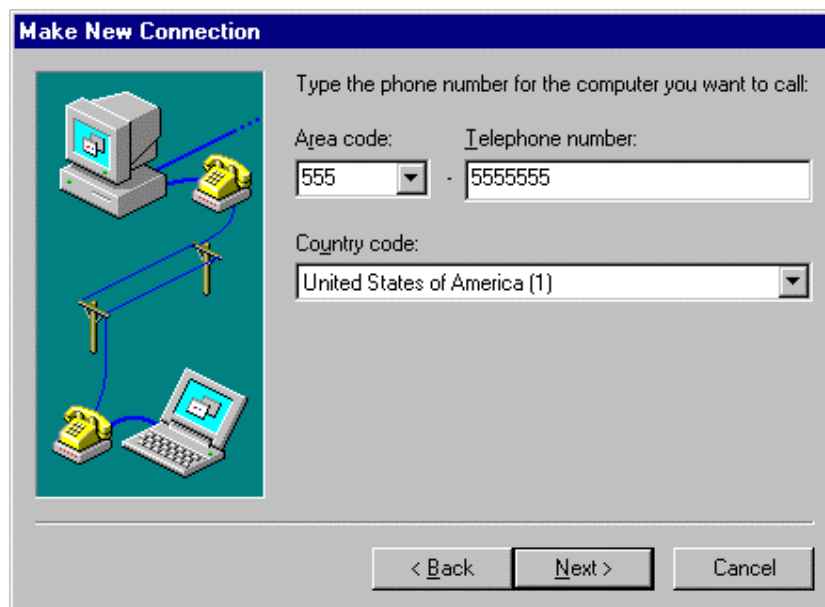 Make New Connection
Type the phone number for the computer you want to call:
Area code: Telephone number:
555 - 5555555
Country code:
United States of America (1)
< Back Next > Cancel